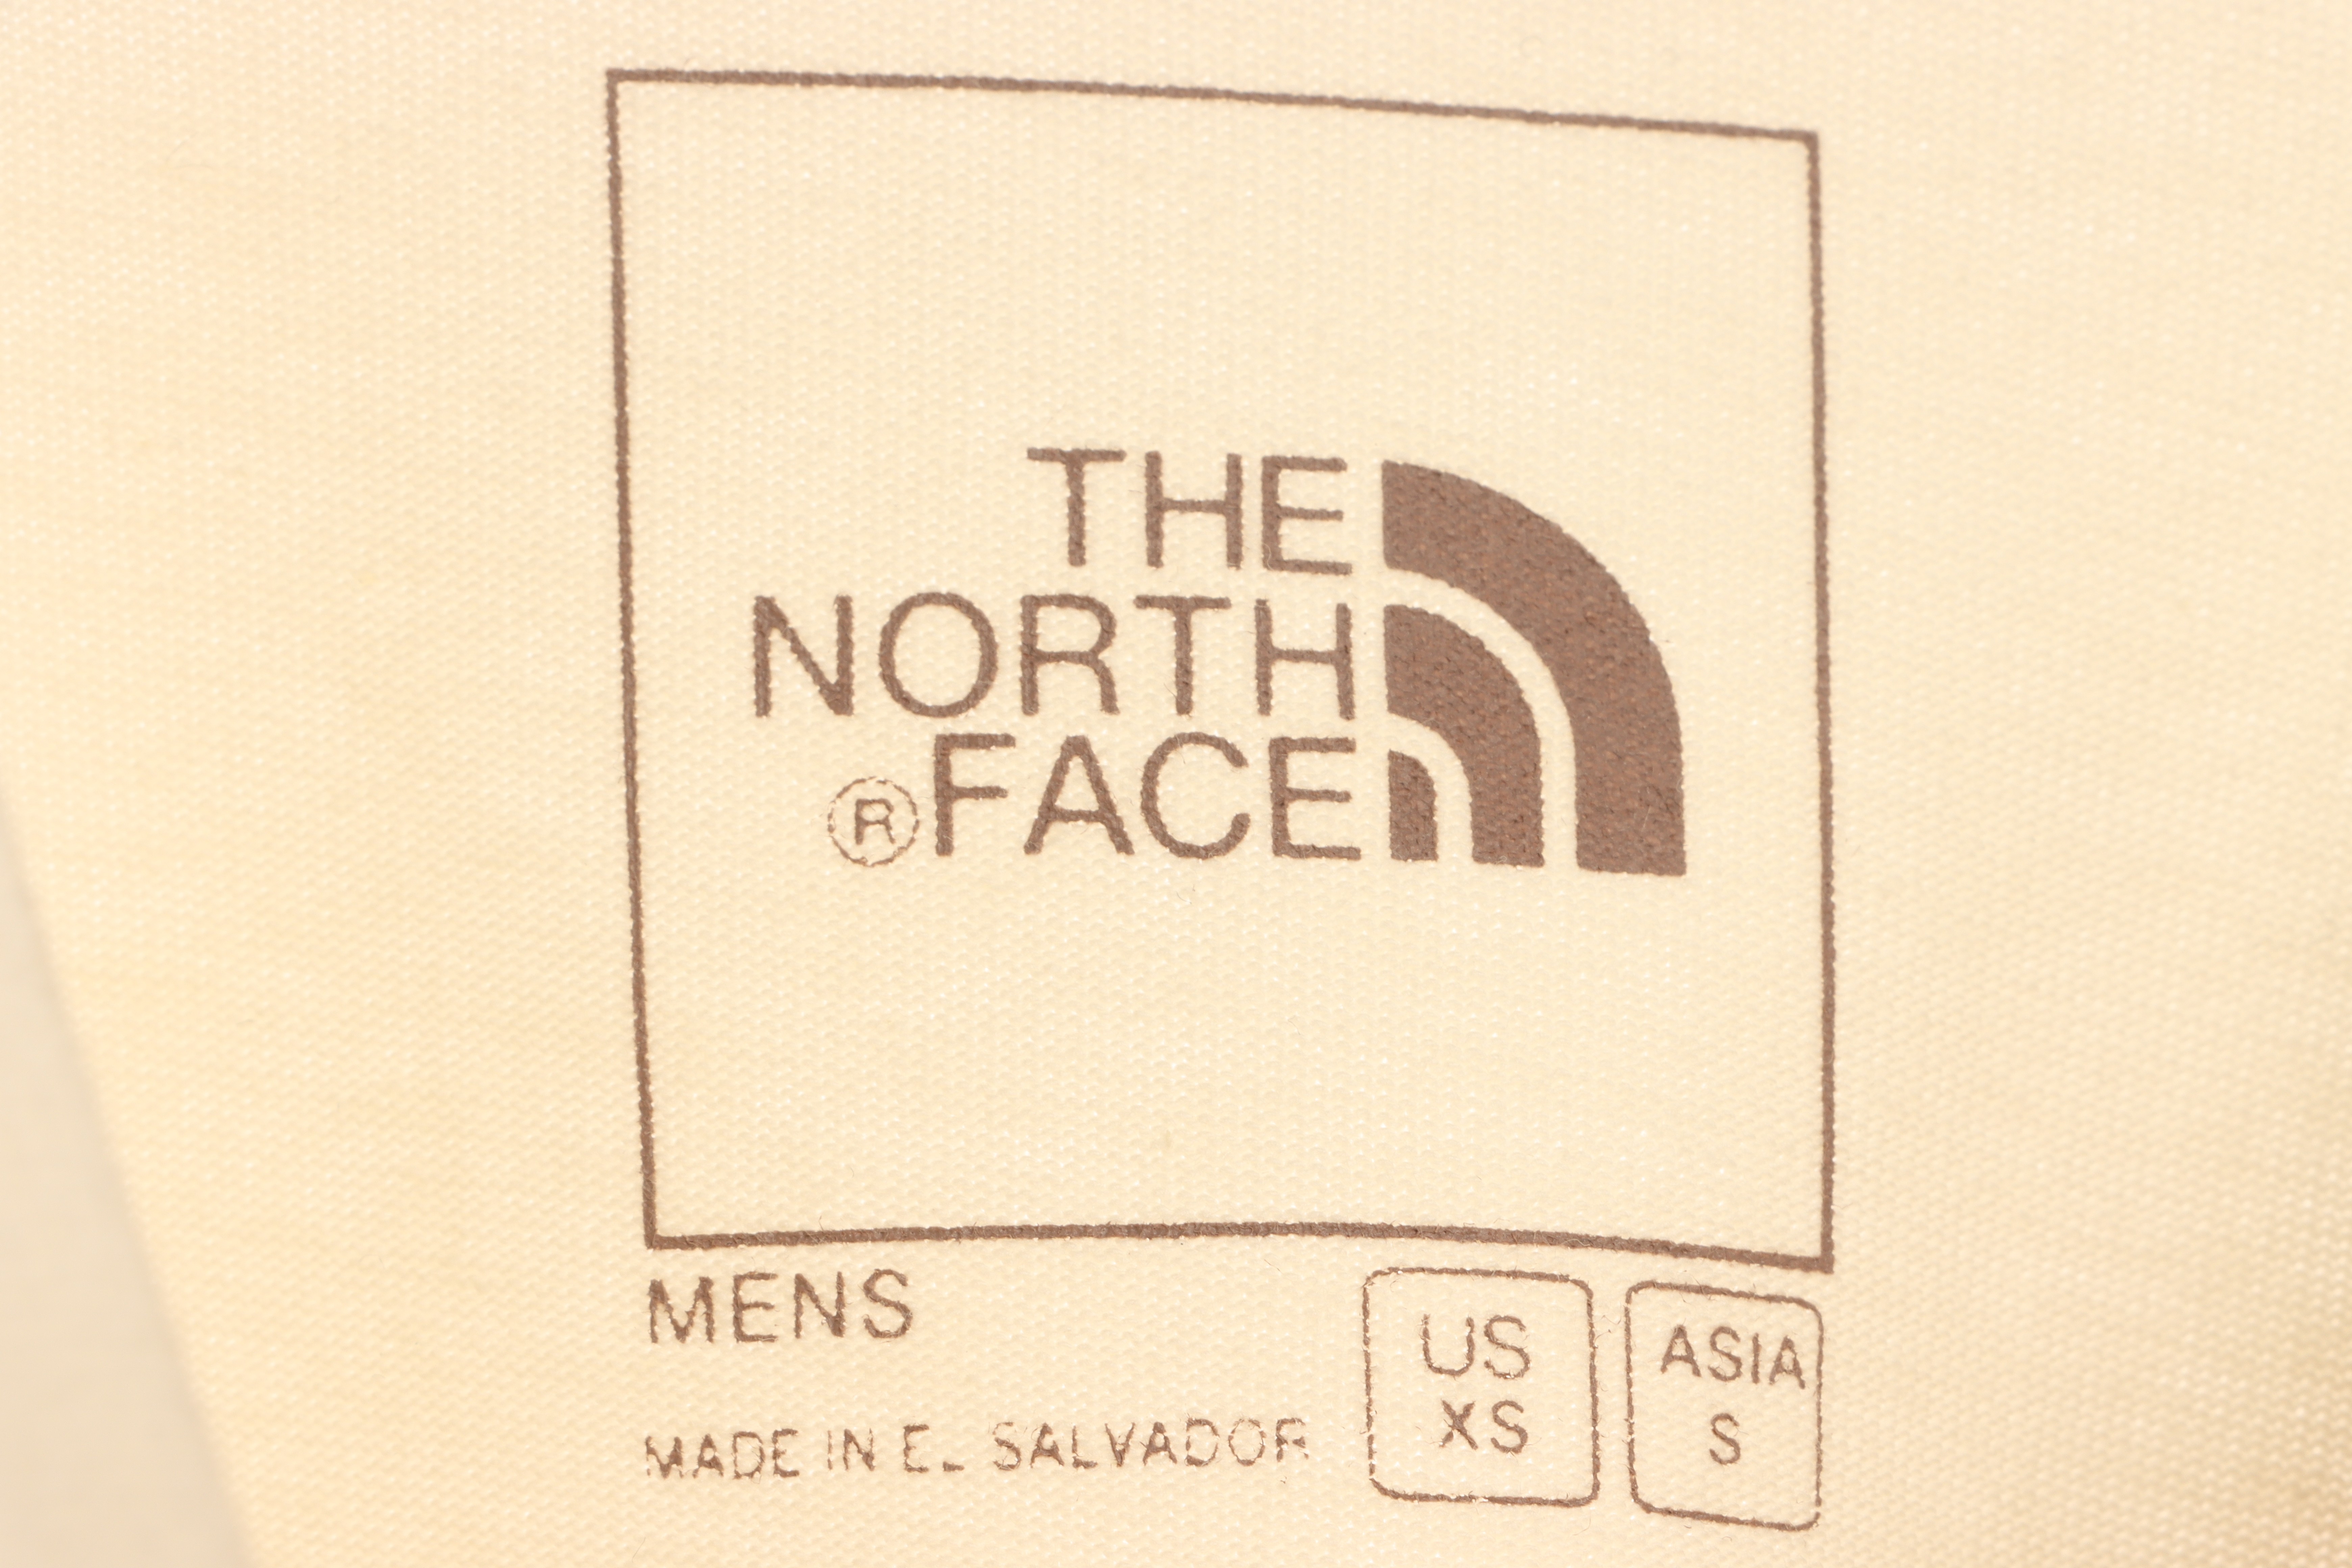 THE
NORTH
®FACE
MENS
US
XS
ASIA
S
MADE IN EL SALVADOR